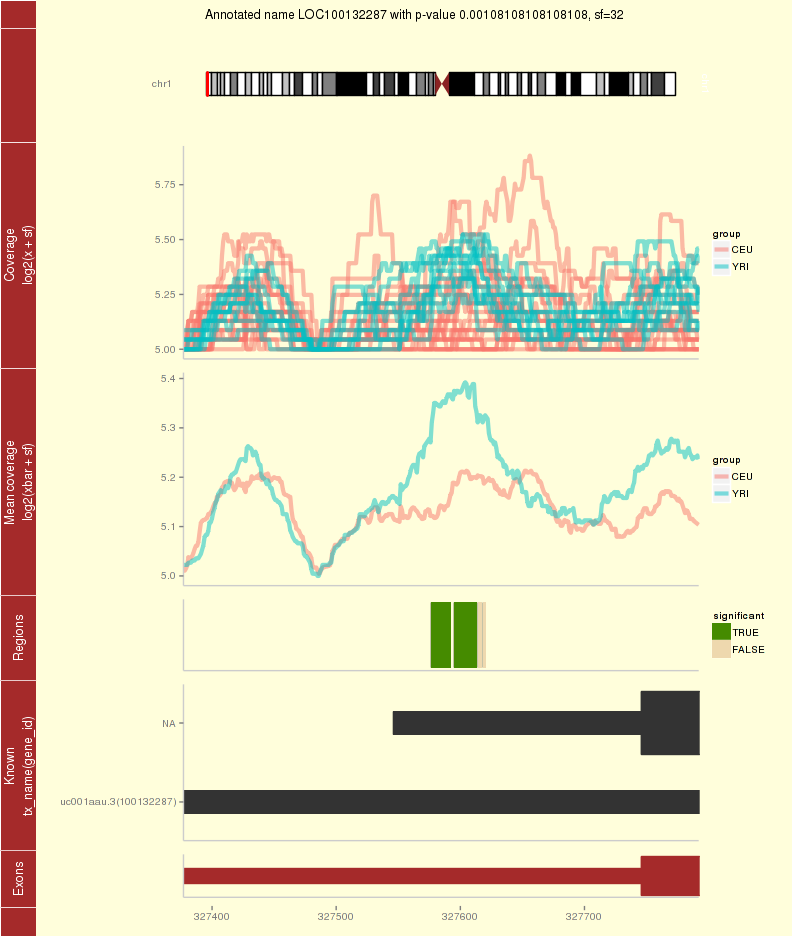 Annotated name LOC100132287 with p-value 0.00108108108108108, sf=32
chr1
Coverage
log2(x + sf)
5.75
5.50
5.25
5.00
group
CEU
YRI
Mean coverage
log2(xbar + sf)
5.4
5.3
5.2
5.1
5.0
group
CEU
YRI
Regions
significant
TRUE
FALSE
Known
tx_name(gene_id)
NA
uc001aau.3(100132287)
Exons
327400 327500 327600 327700